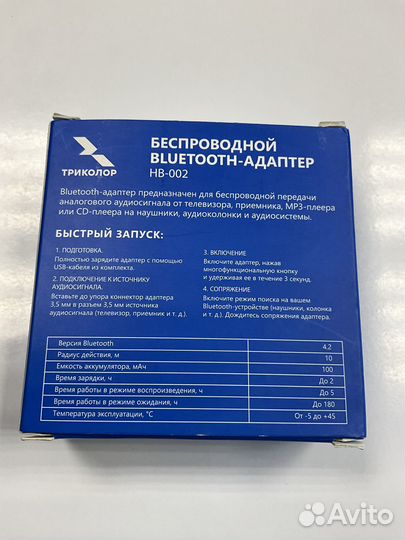 ТРИКОЛОР
БЕСПРОВОДНОЙ
BLUETOOTH-АДАПТЕР
HB-002
Bluetooth-адаптер предназначен для беспроводной передачи
аналогового аудиосигнала от телевизора, приемника, MP3-плеера
или CD-плеера на наушники, аудиоколонки и аудиосистемы.
БЫСТРЫЙ ЗАПУСК:
1. ПОДГОТОВКА.
Полностью зарядите адаптер с помощью
USB-кабеля из комплекта.
2. ПОДКЛЮЧЕНИЕ К ИСТОЧНИКУ
АУДИОСИГНАЛА.
Вставьте до упора коннектор адаптера
3,5 мм в разъем 3,5 мм источника
аудиосигнала (телевизор, приемник и т. д.).
3. ВКЛЮЧЕНИЕ
Включите адаптер, нажав
многофункциональную кнопку
и удерживая ее в течение 3 секунд.
4. СОПРЯЖЕНИЕ
Включите режим поиска на вашем
Bluetooth-устройстве (наушники, колонка
и т. д.). Дождитесь сопряжения адаптера.
Версия Bluetooth 4.2
Радиус действия, м 10
Емкость аккумулятора, мАч 100
Время зарядки, ч До 2
Время работы в режиме воспроизведения, ч До 5
Время работы в режиме ожидания, ч До 180
Температура эксплуатации, °C От -5 до +45
Avito